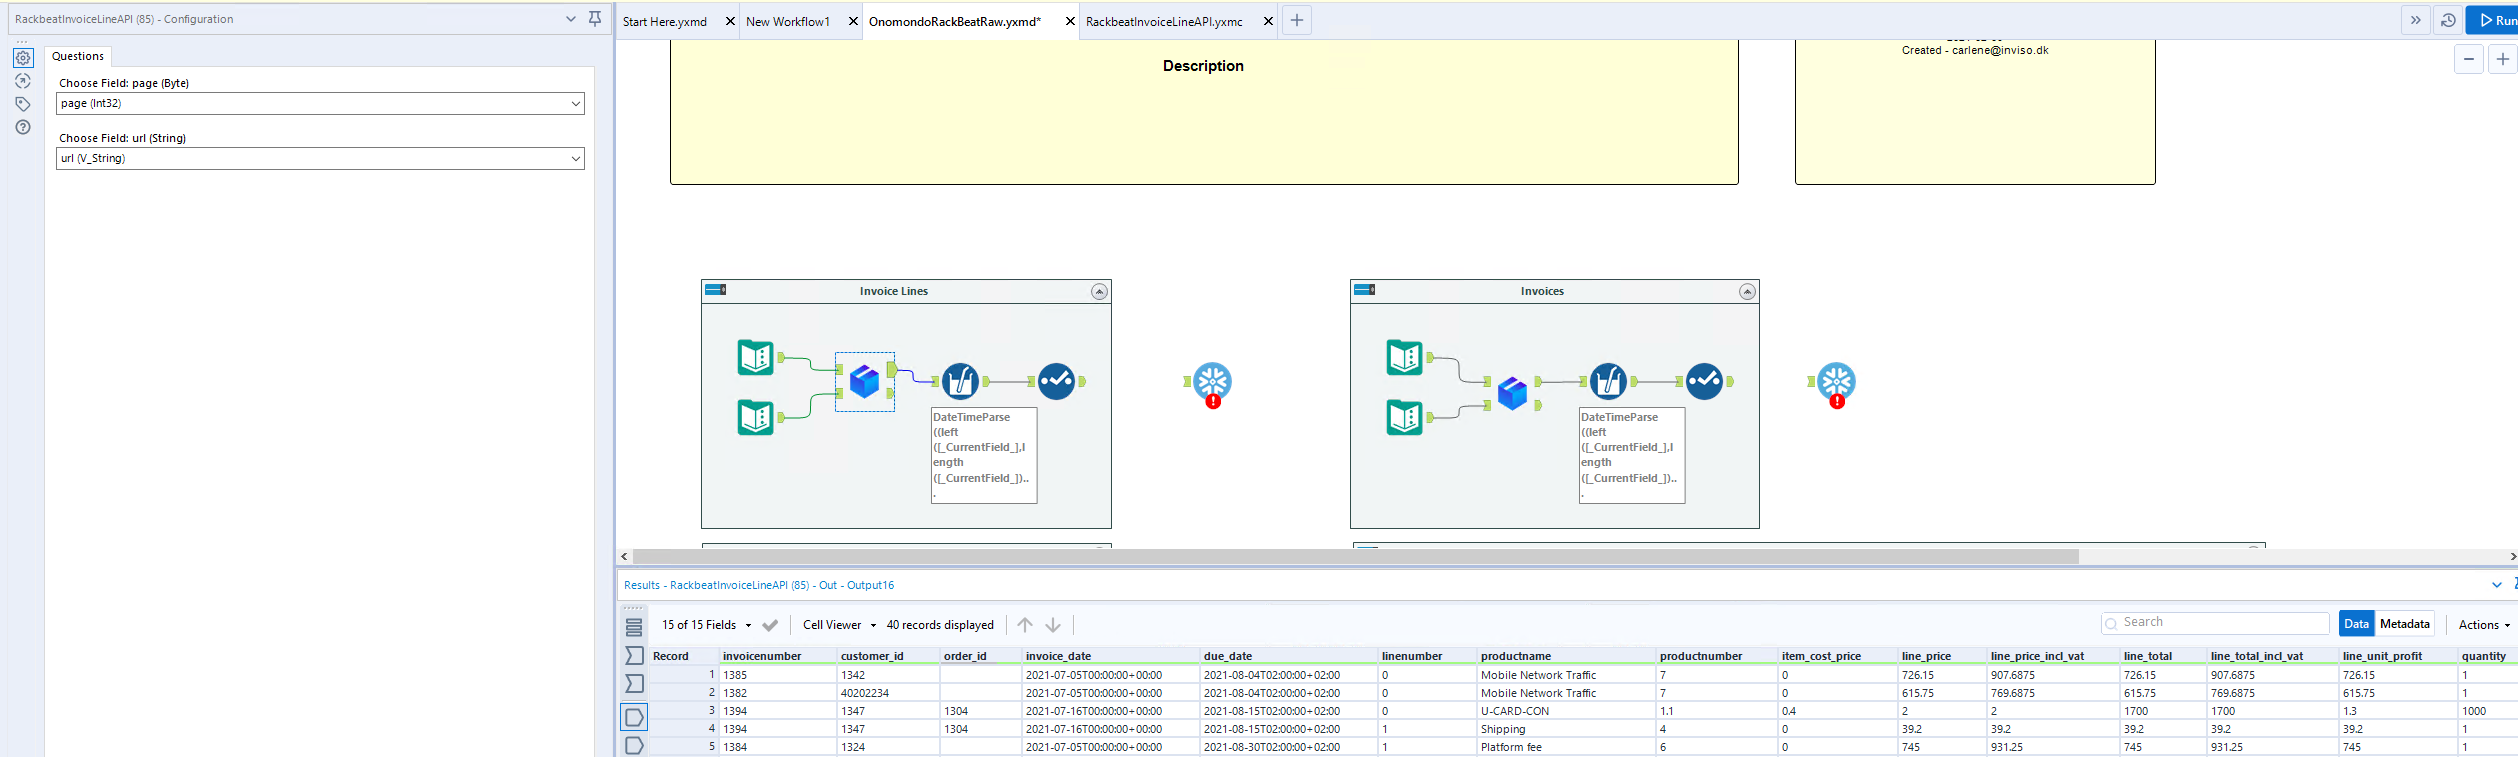 RackbeatInvoiceLineAPI (85) - Configuration
Questions
Choose Field: page (Byte)
page (Int32)
Choose Field: url (String)
url (V_String)
Start Here.yxmd
New Workflow1
OnomondoRackBeatRaw.yxmd*
RackbeatInvoiceLineAPI.yxmc
Run
Description
Created - carlene@inviso.dk
Invoice Lines
DateTimeParse
((left
([_CurrentField_],l
ength
([_CurrentField_])..
.
Invoices
DateTimeParse
((left
([_CurrentField_],l
ength
([_CurrentField_])..
.
Results - RackbeatInvoiceLineAPI (85) - Out - Output16
15 of 15 Fields Cell Viewer 40 records displayed Search Data Metadata Actions
Record invoicenumber customer_id order_id invoice_date due_date linenumber productname productnumber item_cost_price line_price line_price_incl_vat line_total line_total_incl_vat line_unit_profit quantity
1 1385 1342 2021-07-05T00:00:00+00:00 2021-08-04T02:00:00+02:00 0 Mobile Network Traffic 7 0 726.15 907.6875 726.15 907.6875 726.15 1
2 1382 40202234 2021-07-05T00:00:00+00:00 2021-08-04T02:00:00+02:00 0 Mobile Network Traffic 7 0 615.75 769.6875 615.75 769.6875 615.75 1
3 1394 1347 1304 2021-07-16T00:00:00+00:00 2021-08-15T02:00:00+02:00 0 U-CARD-CON 1.1 0.4 2 2 1700 1700 1.3 1000
4 1394 1347 1304 2021-07-16T00:00:00+00:00 2021-08-15T02:00:00+02:00 1 Shipping 4 0 39.2 39.2 39.2 39.2 39.2 1
5 1384 1324 2021-07-05T00:00:00+00:00 2021-08-30T02:00:00+02:00 1 Platform fee 6 0 745 931.25 745 931.25 745 1